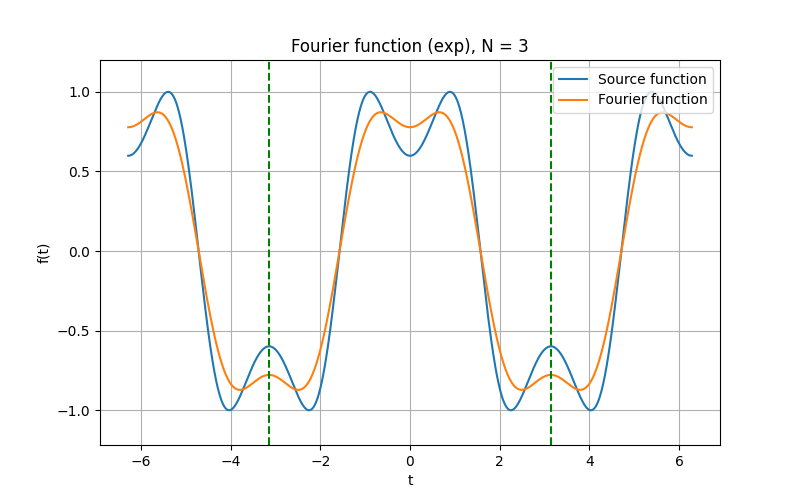 Fourier function (exp), N = 3
Source function
Fourier function
1.0
0.5
0.0
−0.5
−1.0
f(t)
−6 −4 −2 0 2 4 6
t